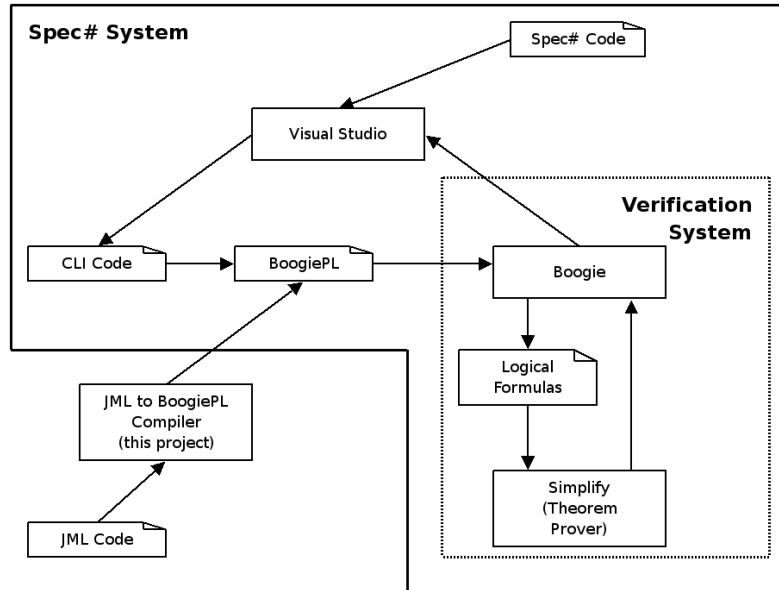 Spec# System
Spec# Code
Visual Studio
Verification
System
CLI Code
BoogiePL
Boogie
Logical
Formulas
JML to BoogiePL
Compiler
(this project)
Simplify
(Theorem
Prover)
JML Code